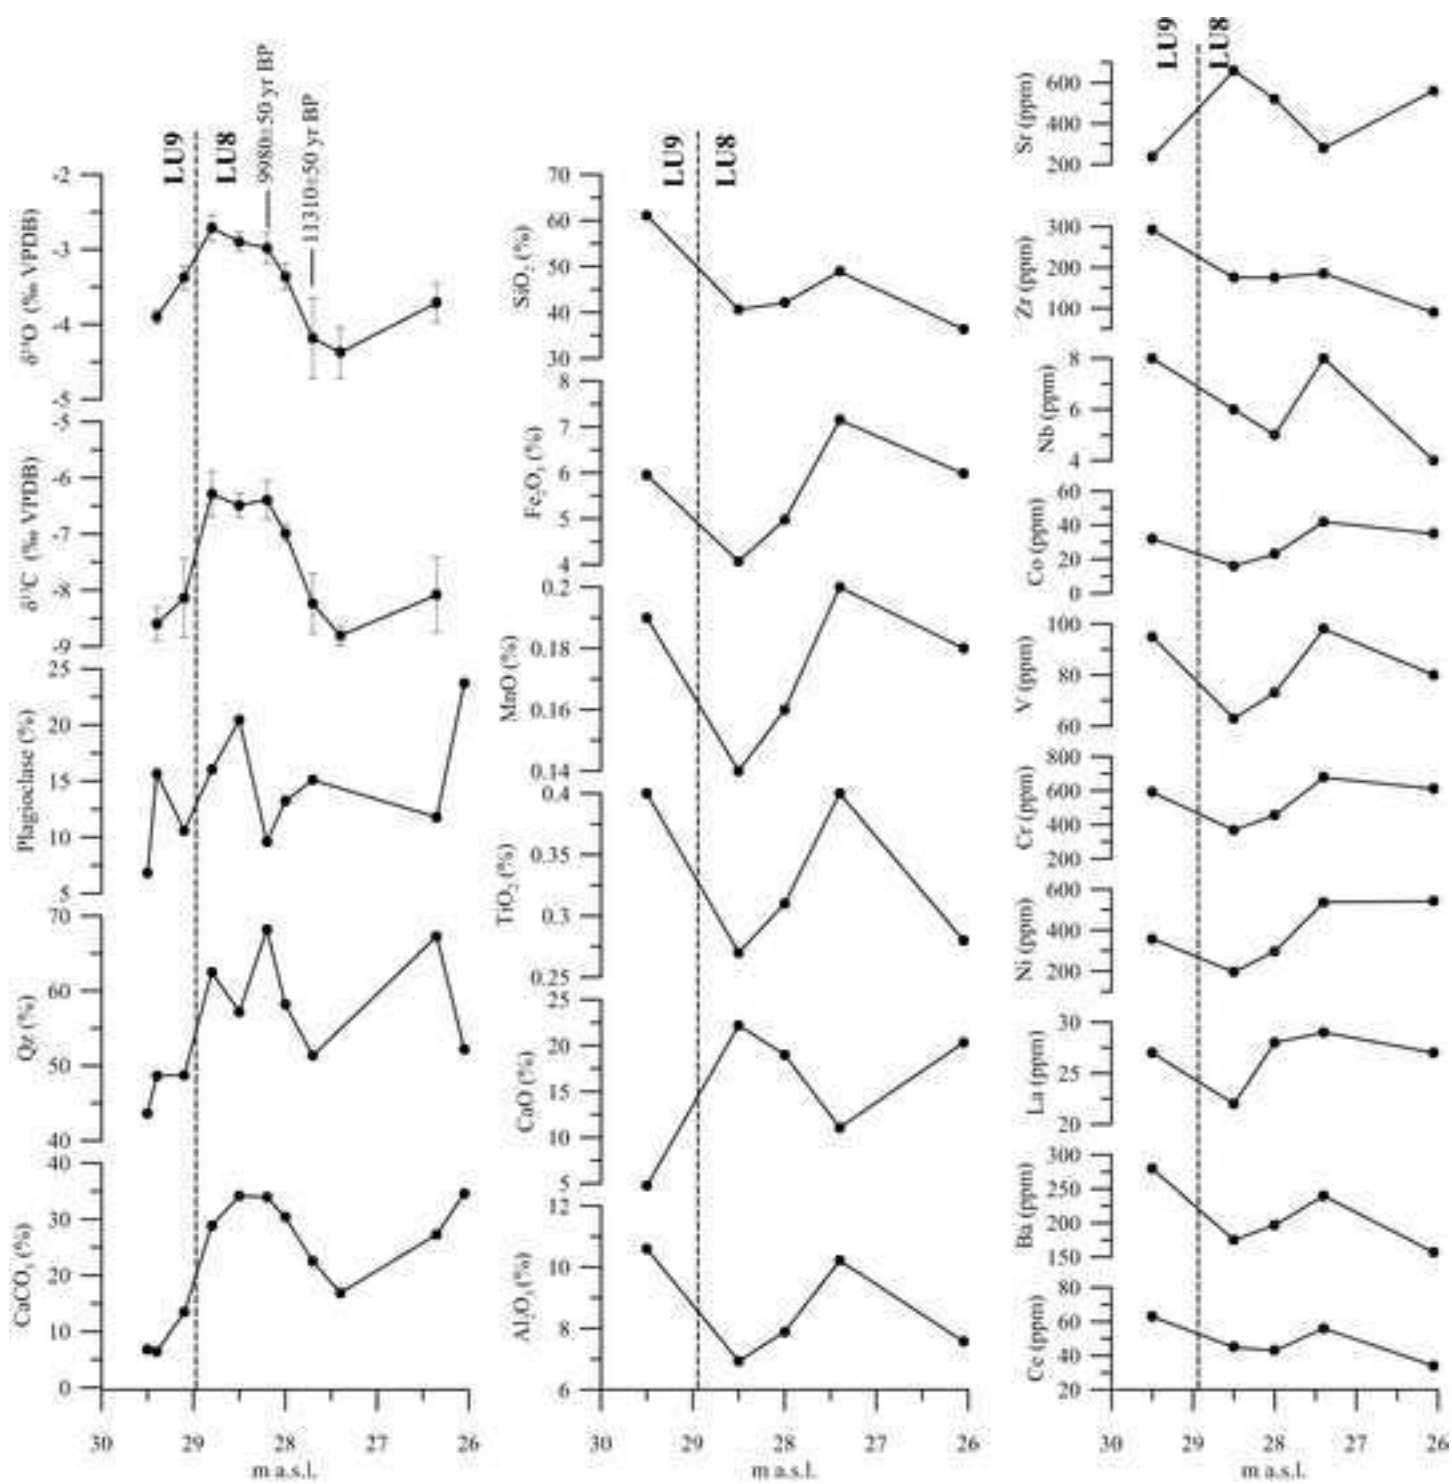 LU9
LU8
9980±50 yr BP
11310±50 yr BP
-2
-3
-4
-5
δ¹⁸O (‰ VPDB)
-5
-6
-7
-8
-9
δ¹³C (‰ VPDB)
25
20
15
10
5
Plagioclase (%)
70
60
50
40
Qz (%)
40
30
20
10
0
CaCO₃ (%)
30 29 28 27 26
m a.s.l.
LU9
LU8
70
60
50
40
30
SiO₂ (%)
8
7
6
5
4
Fe₂O₃ (%)
0.2
0.18
0.16
0.14
MnO (%)
0.4
0.35
0.3
0.25
TiO₂ (%)
25
20
15
10
5
CaO (%)
12
10
8
6
Al₂O₃ (%)
30 29 28 27 26
m a.s.l.
LU9
LU8
600
400
200
Sr (ppm)
300
200
100
Zr (ppm)
8
6
4
Nb (ppm)
60
40
20
0
Co (ppm)
100
80
60
V (ppm)
800
600
400
200
Cr (ppm)
600
400
200
Ni (ppm)
30
25
20
La (ppm)
300
250
200
150
Ba (ppm)
80
60
40
20
Ce (ppm)
30 29 28 27 26
m a.s.l.